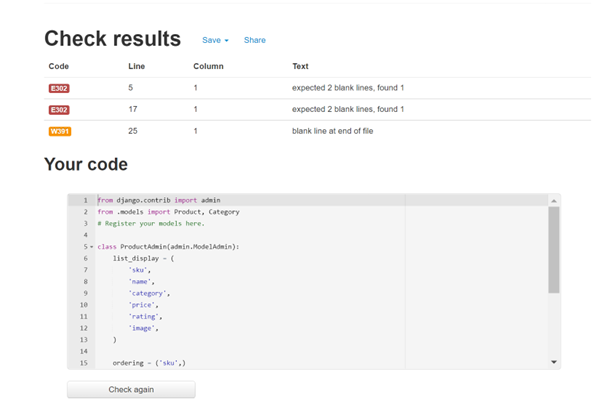 Check results Save Share
Code Line Column Text
E302 5 1 expected 2 blank lines, found 1
E302 17 1 expected 2 blank lines, found 1
W391 25 1 blank line at end of file
Your code
1 from django.contrib import admin
2 from .models import Product, Category
3 # Register your models here.
4
5 class ProductAdmin(admin.ModelAdmin):
6 list_display = (
7 'sku',
8 'name',
9 'category',
10 'price',
11 'rating',
12 'image',
13 )
14
15 ordering = ('sku',)
Check again